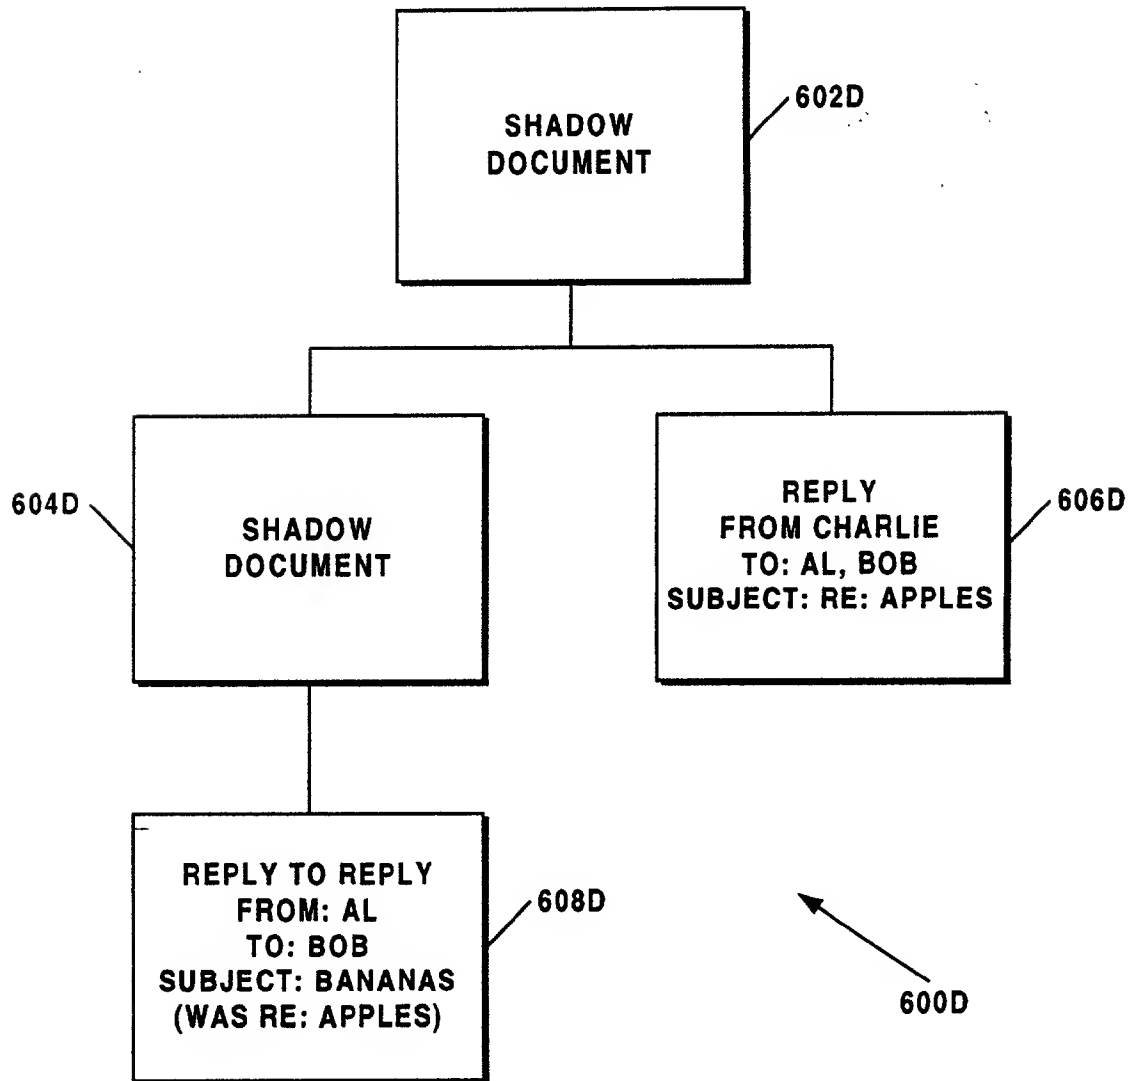 SHADOW
DOCUMENT
602D
604D
SHADOW
DOCUMENT
REPLY
FROM CHARLIE
TO: AL, BOB
SUBJECT: RE: APPLES
606D
REPLY TO REPLY
FROM: AL
TO: BOB
SUBJECT: BANANAS
(WAS RE: APPLES)
608D
600D